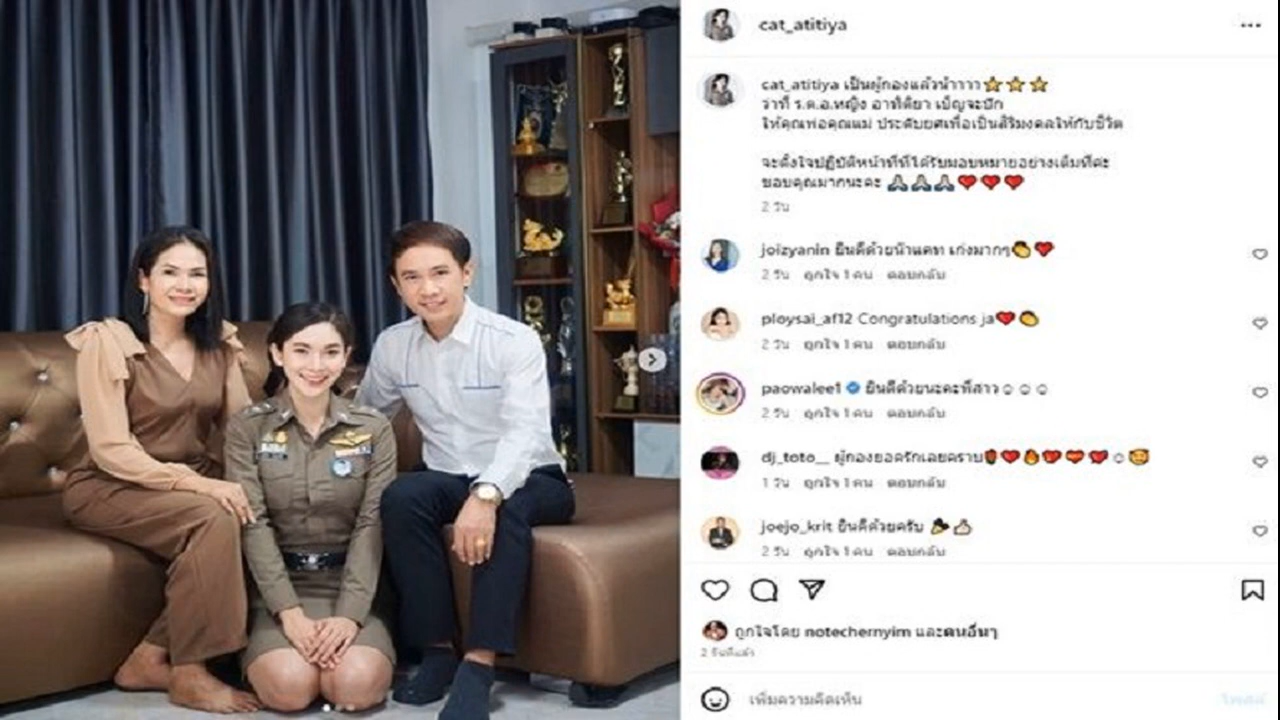 cat_atitiya
cat_atitiya เป็นผู้กองแล้วน้าาาา⭐⭐⭐
ว่าที่ ร.ต.อ.หญิง อาทิติยา เบ็ญจะปัก
ให้คุณพ่อคุณแม่ ประดับยศเพื่อเป็นสิริมงคลให้กับชีวิต
จะตั้งใจปฏิบัติหน้าที่ที่ได้รับมอบหมายอย่างเต็มที่ค่ะ
ขอบคุณมากนะคะ 🙏🙏🙏❤️❤️❤️
2 วัน
joizyanin ยินดีด้วยน้าแคท เก่งมากๆ👏❤️
2 วัน ถูกใจ 1 คน ตอบกลับ
ploysai_af12 Congratulations ja❤️👏
2 วัน ถูกใจ 1 คน ตอบกลับ
paowalee1 ยินดีด้วยนะคะพี่สาว☺☺☺
2 วัน ถูกใจ 1 คน ตอบกลับ
dj_toto__ ผู้กองยอดรักเลยคราบ
1 วัน ถูกใจ 1 คน ตอบกลับ
joejo_krit ยินดีด้วยครับ 🎉👍
2 วัน ถูกใจ 1 คน ตอบกลับ
ถูกใจโดย notechernyim และคนอื่นๆ
2 วันที่แล้ว
เพิ่มความคิดเห็น
โพสต์